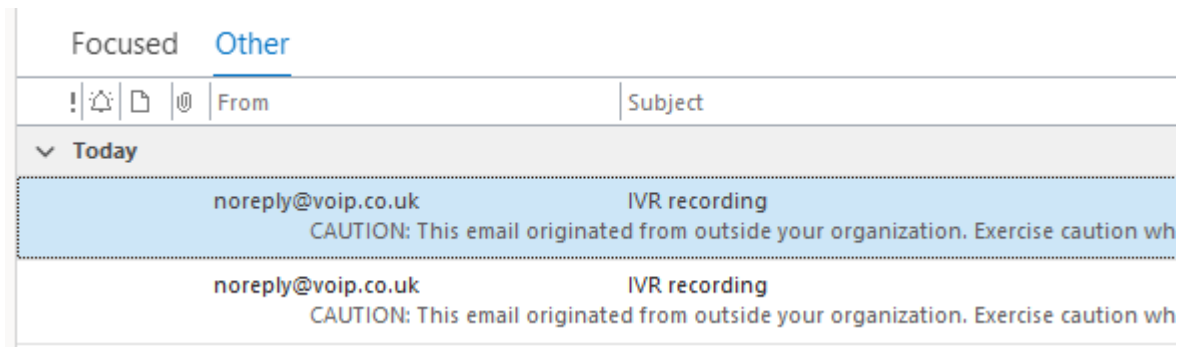 Focused Other
! From Subject
Today
noreply@voip.co.uk IVR recording
CAUTION: This email originated from outside your organization. Exercise caution wh
noreply@voip.co.uk IVR recording
CAUTION: This email originated from outside your organization. Exercise caution wh